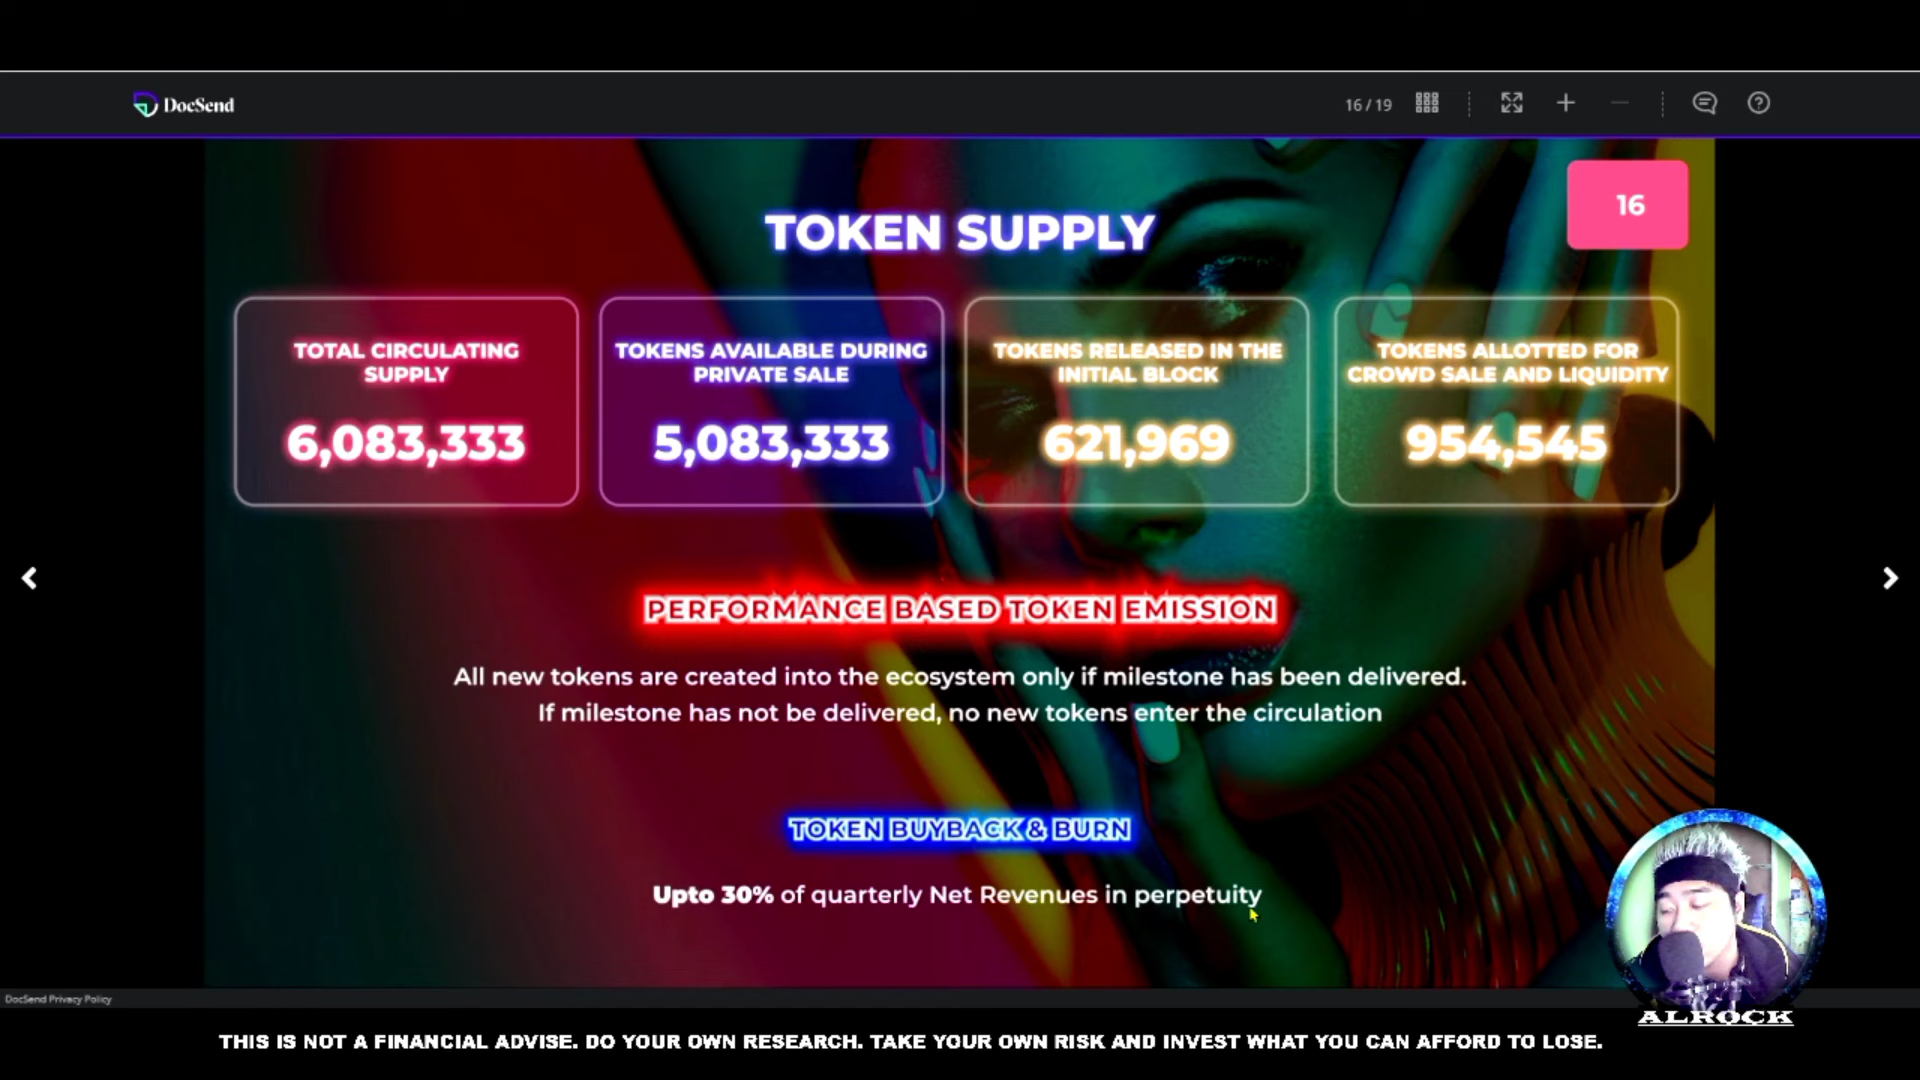 DocSend
16 / 19
16
TOKEN SUPPLY
TOTAL CIRCULATING
SUPPLY
6,083,333
TOKENS AVAILABLE DURING
PRIVATE SALE
5,083,333
TOKENS RELEASED IN THE
INITIAL BLOCK
621,969
TOKENS ALLOTTED FOR
CROWD SALE AND LIQUIDITY
954,545
PERFORMANCE BASED TOKEN EMISSION
All new tokens are created into the ecosystem only if milestone has been delivered.
If milestone has not be delivered, no new tokens enter the circulation
TOKEN BUYBACK & BURN
Upto 30% of quarterly Net Revenues in perpetuity
DocSend Privacy Policy
ALROCK
THIS IS NOT A FINANCIAL ADVISE. DO YOUR OWN RESEARCH. TAKE YOUR OWN RISK AND INVEST WHAT YOU CAN AFFORD TO LOSE.